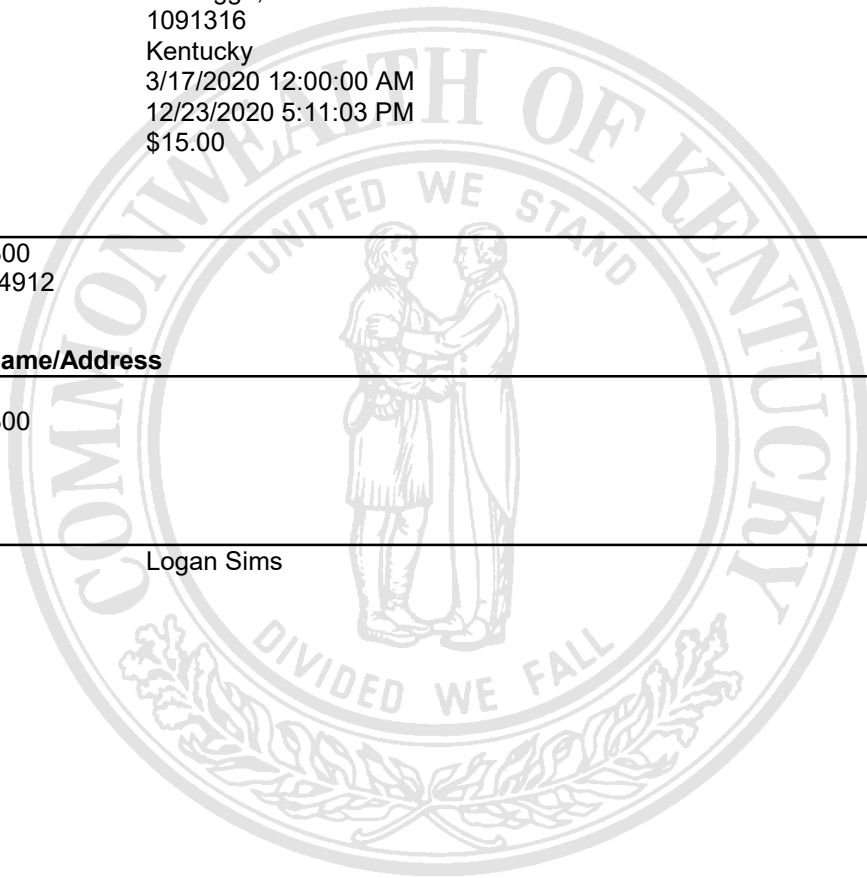 1091316
Kentucky
3/17/2020 12:00:00 AM
12/23/2020 5:11:03 PM
$15.00
00
4912
ame/Address
00
Logan Sims
COMMONWEALTH OF KENTUCKY
UNITED WE STAND
DIVIDED WE FALL